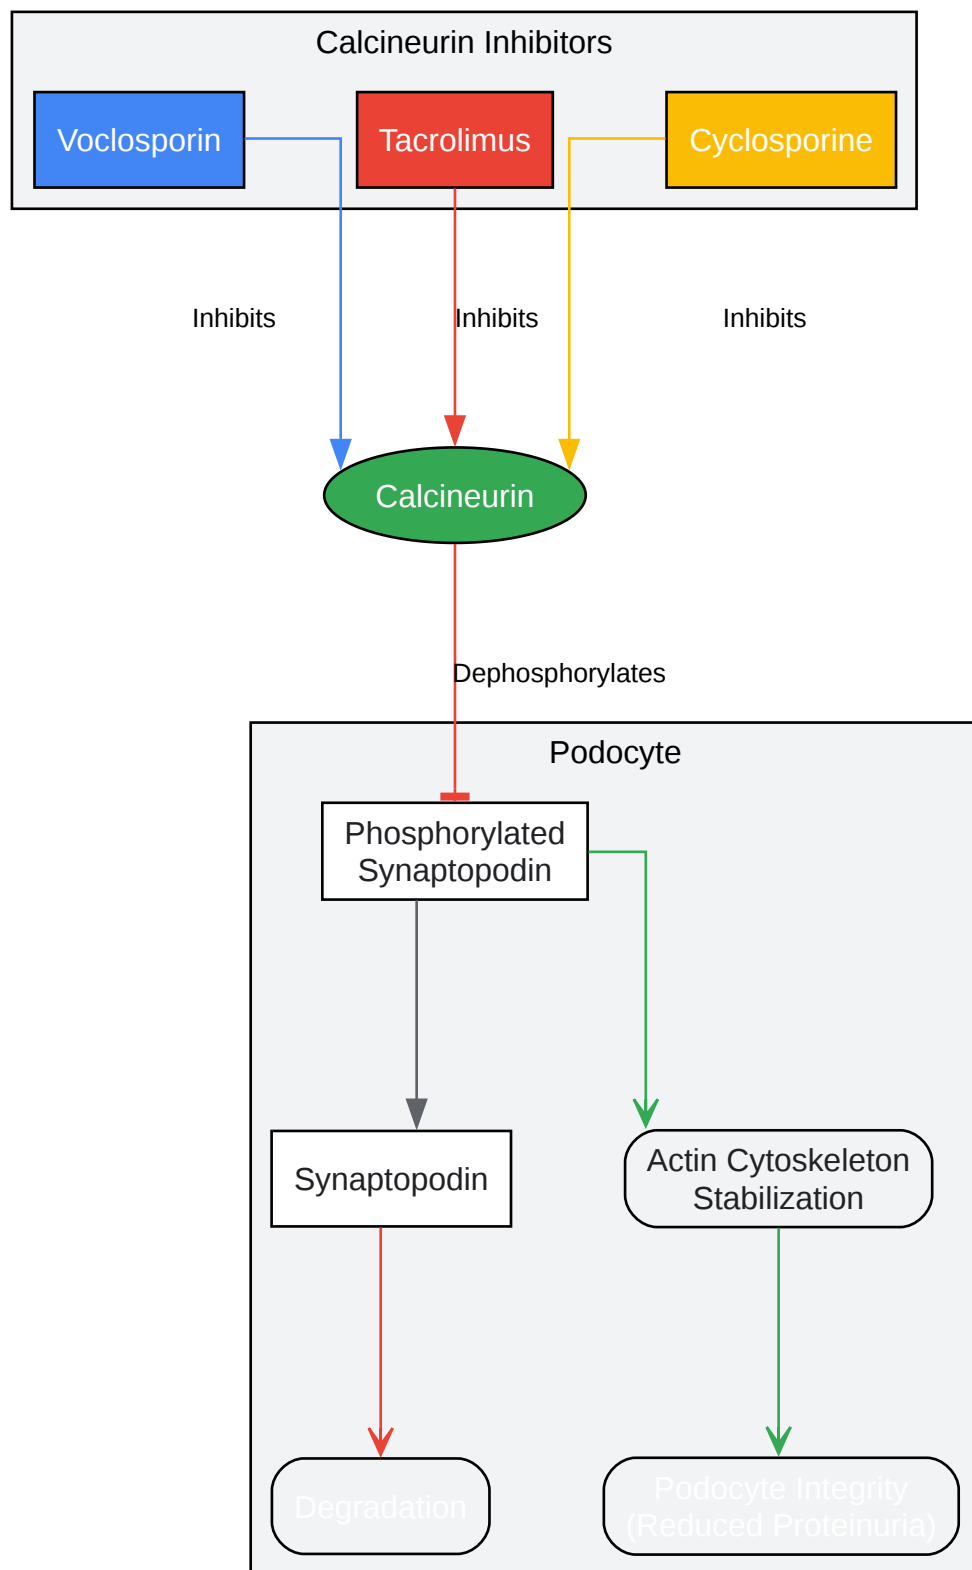 Calcineurin Inhibitors
Voclosporin
Tacrolimus
Cyclosporine
Inhibits
Inhibits
Inhibits
Calcineurin
Dephosphorylates
Podocyte
Phosphorylated
Synaptopodin
Synaptopodin
Actin Cytoskeleton
Stabilization
Degradation
Podocyte Integrity
(Reduced Proteinuria)